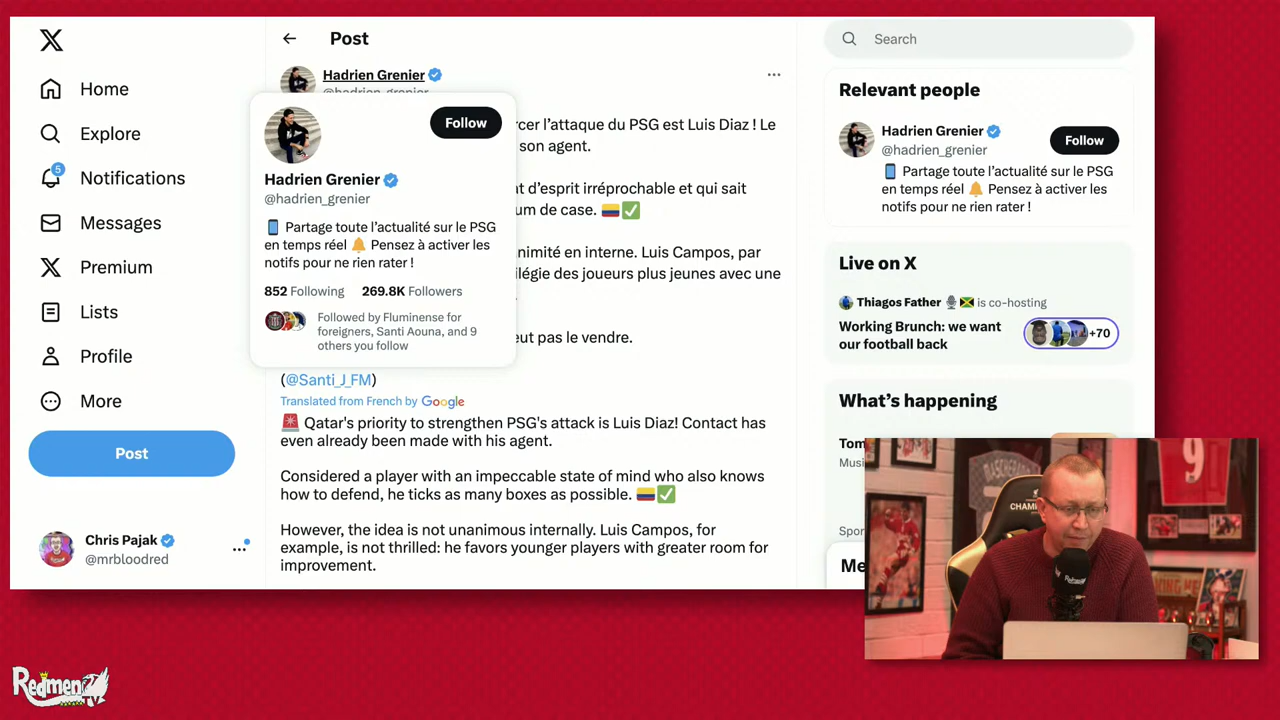 Home
Explore
5
Notifications
Messages
Premium
Lists
Profile
More
Post
Chris Pajak
@mrbloodred
Post
Hadrien Grenier
@hadrien_grenier
rcer l'attaque du PSG est Luis Diaz ! Le
son agent.
t d'esprit irréprochable et qui sait
um de case. 🇨🇴✅
nimité en interne. Luis Campos, par
ilégie des joueurs plus jeunes avec une
eut pas le vendre.
Follow
Hadrien Grenier
@hadrien_grenier
📱 Partage toute l'actualité sur le PSG
en temps réel 🔔 Pensez à activer les
notifs pour ne rien rater !
852 Following 269.8K Followers
Followed by Fluminense for
foreigners, Santi Aouna, and 9
others you follow
(@Santi_J_FM)
Translated from French by Google
🚨 Qatar's priority to strengthen PSG's attack is Luis Diaz! Contact has
even already been made with his agent.
Considered a player with an impeccable state of mind who also knows
how to defend, he ticks as many boxes as possible. 🇨🇴✅
However, the idea is not unanimous internally. Luis Campos, for
example, is not thrilled: he favors younger players with greater room for
improvement.
Search
Relevant people
Hadrien Grenier
@hadrien_grenier
Follow
📱 Partage toute l'actualité sur le PSG
en temps réel 🔔 Pensez à activer les
notifs pour ne rien rater !
Live on X
Thiagos Father 🎙🇯🇲 is co-hosting
Working Brunch: we want
our football back
+70
What's happening
Tom
Musi
Spor
Me
CHAMP
9
Redmen
Redmen
TV